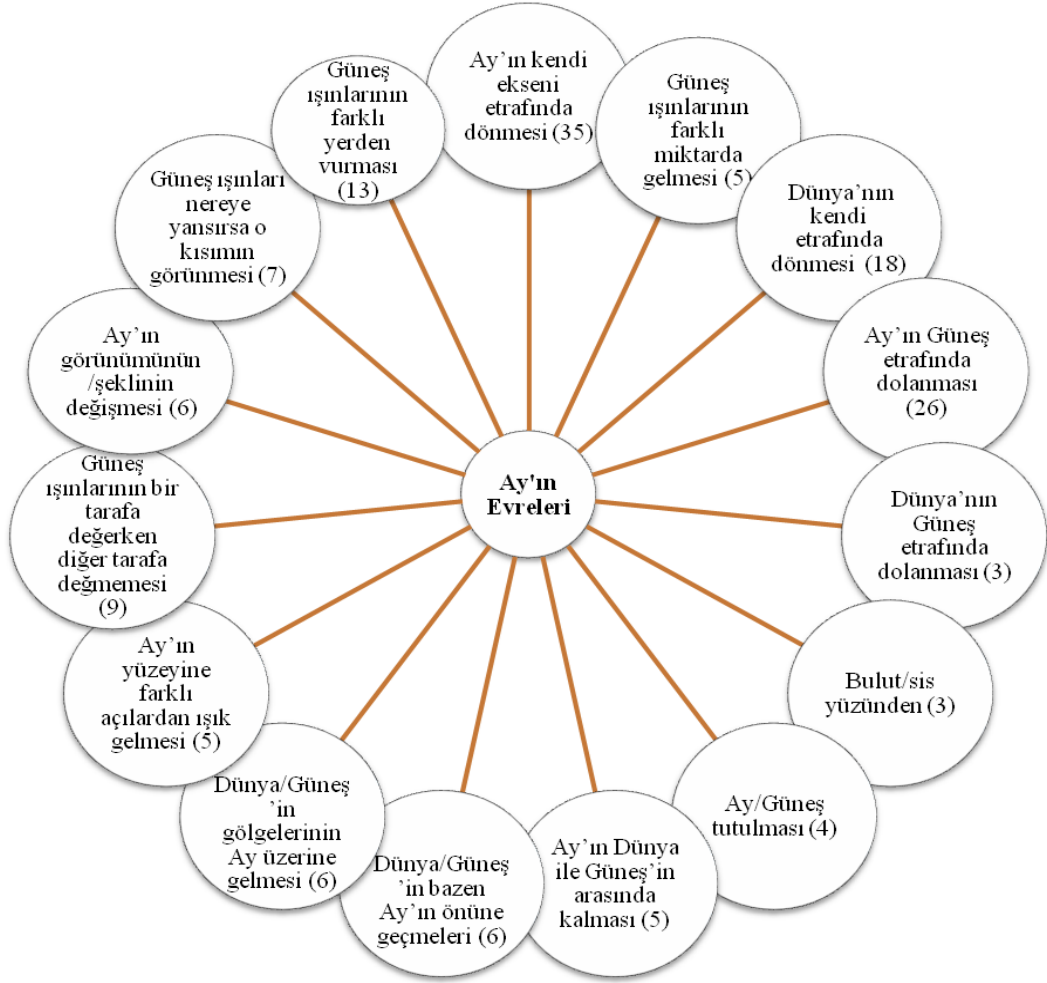 Ay’ın kendi
ekseni
etrafında
dönmesi (35)
Güneş
ışınlarının
farklı
miktarda
gelmesi (5)
Dünya’nın
kendi
etrafında
dönmesi (18)
Ay’ın Güneş
etrafında
dolanması
(26)
Dünya’nın
Güneş
etrafında
dolanması (3)
Bulut/sis
yüzünden (3)
Ay/Güneş
tutulması (4)
Ay’ın Dünya
ile Güneş’in
arasında
kalması (5)
Dünya/Güneş
’in bazen
Ay’ın önüne
geçmeleri (6)
Dünya/Güneş
’in
gölgelerinin
Ay üzerine
gelmesi (6)
Ay’ın
yüzeyine
farklı
açılardan ışık
gelmesi (5)
Güneş
ışınlarının bir
tarafa
değerken
diğer tarafa
değmemesi
(9)
Ay’ın
görünümünün
/şeklinin
değişmesi (6)
Güneş ışınları
nereye
yansırsa o
kısımın
görünmesi (7)
Güneş
ışınlarının
farklı
yerden
vurması
(13)
Ay'ın
Evreleri